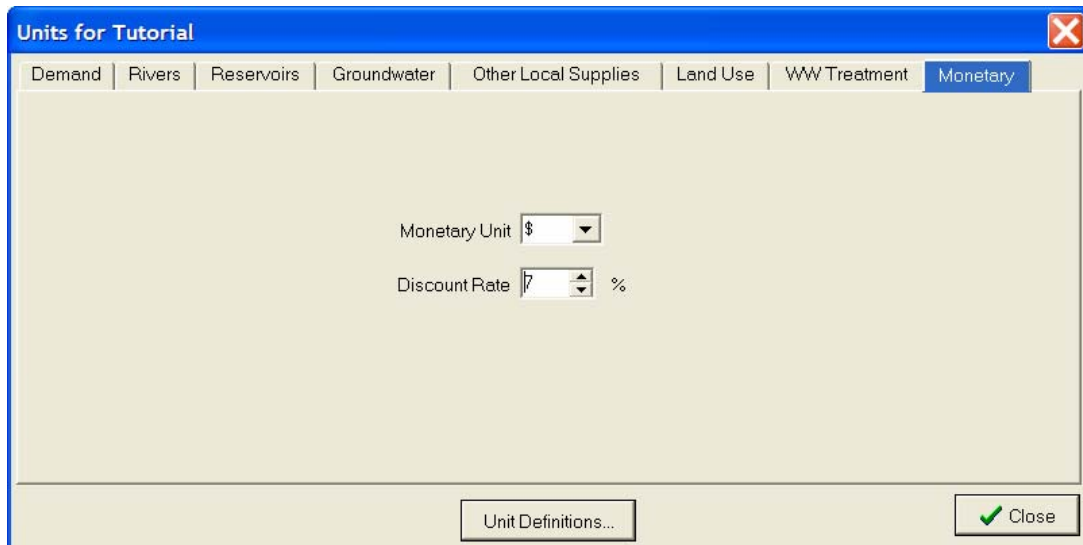 Units for Tutorial
Demand Rivers Reservoirs Groundwater Other Local Supplies Land Use WW Treatment Monetary
Monetary Unit $
Discount Rate 7 %
Unit Definitions... Close